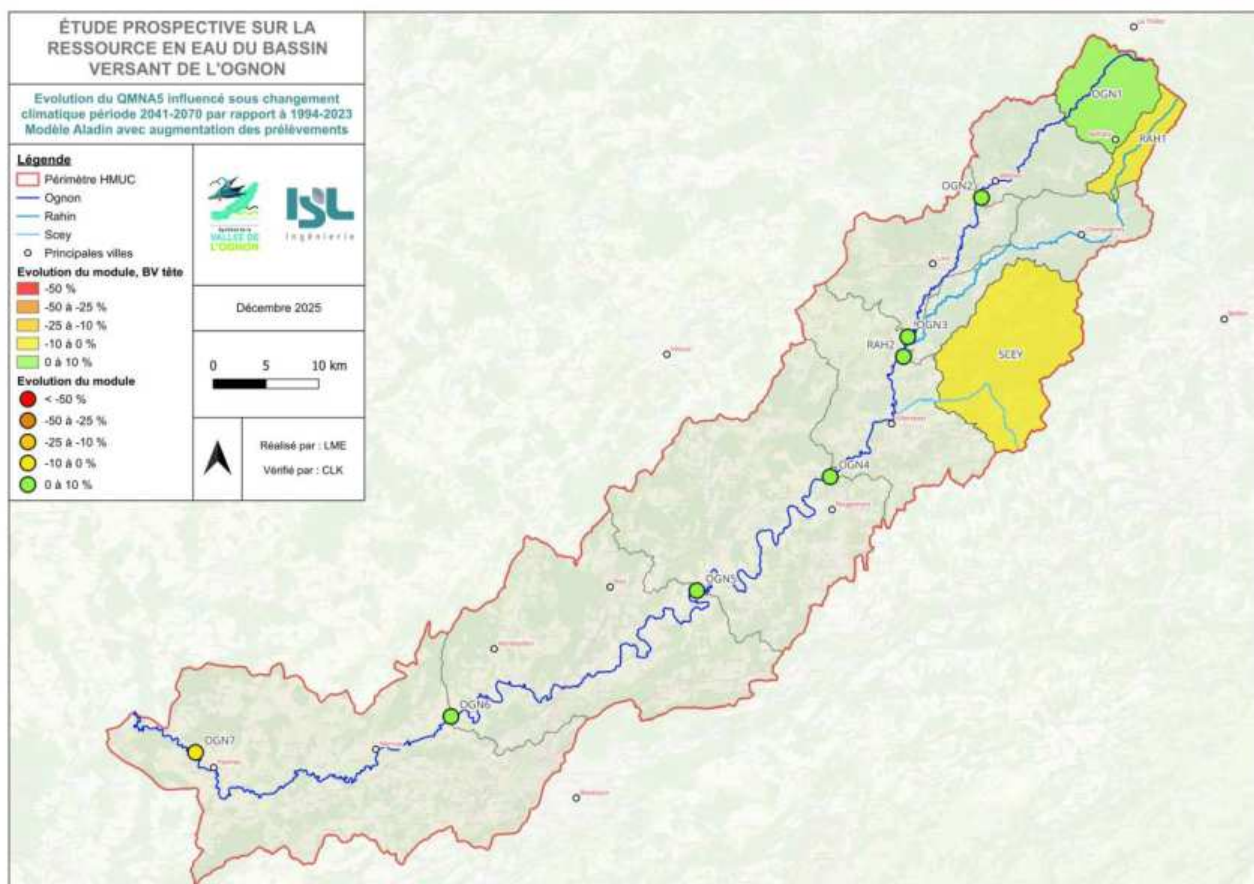 ÉTUDE PROSPECTIVE SUR LA
RESSOURCE EN EAU DU BASSIN
VERSANT DE L'OGNON
Evolution du QMNA5 influencé sous changement
climatique période 2041-2070 par rapport à 1994-2023
Modèle Aladin avec augmentation des prélèvements
Légende
Périmètre HMUC
Ognon
Rahin
Scey
Principales villes
Evolution du module, BV tête
-50 %
-50 à -25 %
-25 à -10 %
-10 à 0 %
0 à 10 %
Evolution du module
< -50 %
-50 à -25 %
-25 à -10 %
-10 à 0 %
0 à 10 %
VALLÉE DE
L'OGNON
ISL
Ingénierie
Décembre 2025
0 5 10 km
Réalisé par : LME
Vérifié par : CLK
OGN1
RAH1
OGN2
OGN3
RAH2
SCEY
OGN4
OGN5
OGN6
OGN7